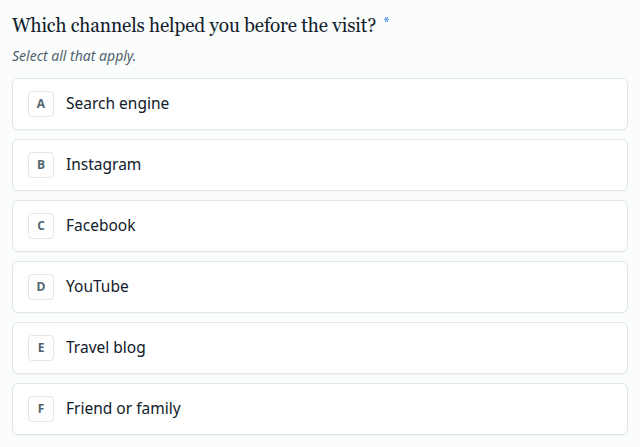 Which channels helped you before the visit? *
Select all that apply.
A Search engine
B Instagram
C Facebook
D YouTube
E Travel blog
F Friend or family